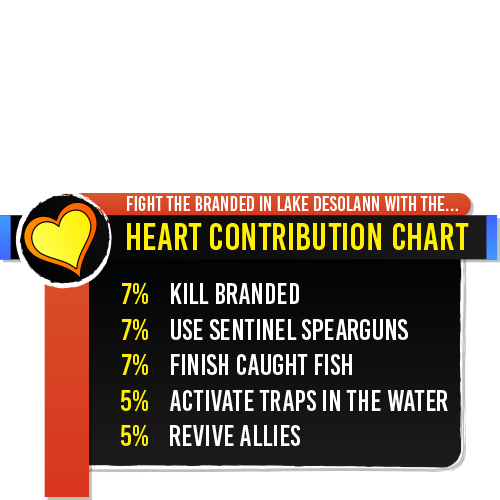 FIGHT THE BRANDED IN LAKE DESOLANN WITH THE...
HEART CONTRIBUTION CHART
7% KILL BRANDED
7% USE SENTINEL SPEARGUNS
7% FINISH CAUGHT FISH
5% ACTIVATE TRAPS IN THE WATER
5% REVIVE ALLIES